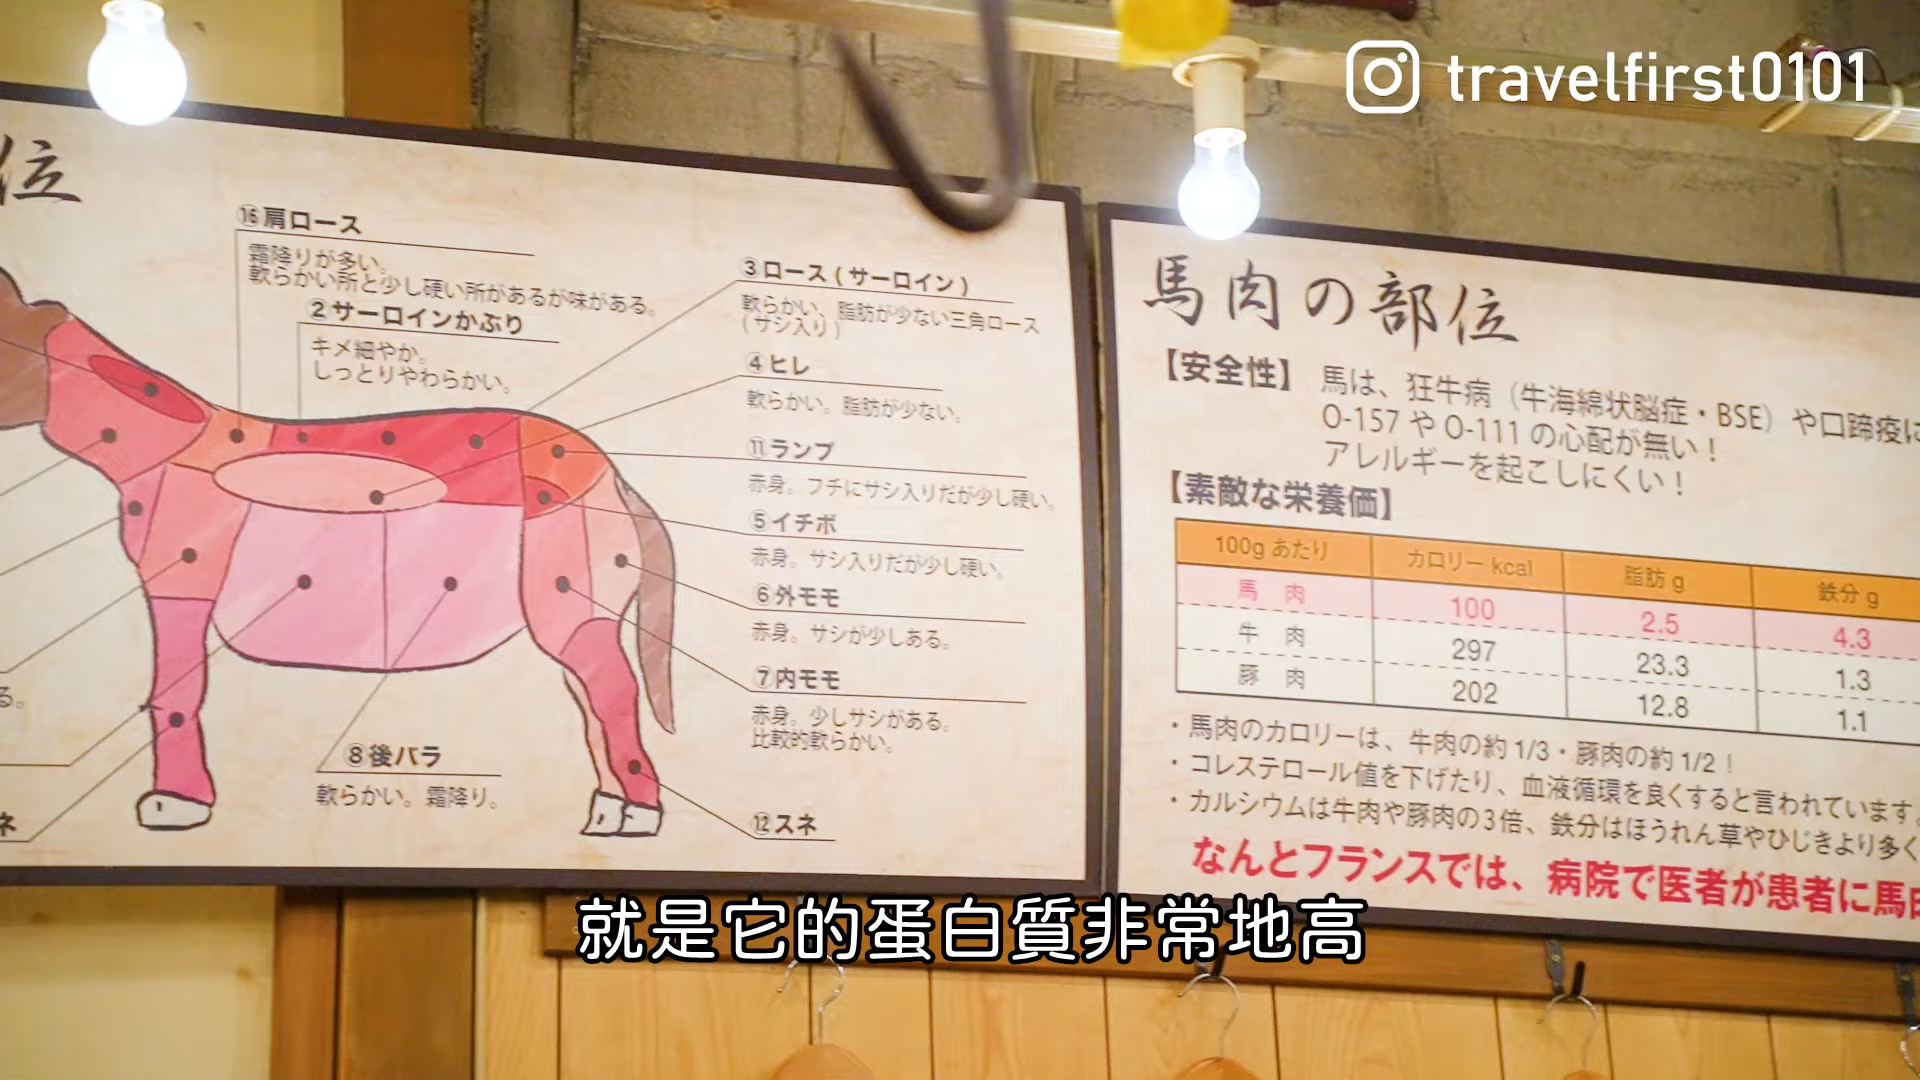 travelfirst0101
位
⑯肩ロース
霜降りが多い。
軟らかい所と少し硬い所があるが味がある。
②サーロインかぶり
キメ細やか。
しっとりやわらかい。
③ロース(サーロイン)
軟らかい、脂肪が少ない三角ロース
(サシ入り)
④ヒレ
軟らかい。脂肪が少ない。
⑪ランプ
赤身。フチにサシ入りだが少し硬い。
⑤イチボ
赤身。サシ入りだが少し硬い。
⑥外モモ
赤身。サシが少しある。
⑦内モモ
赤身。少しサシがある。
比較的軟らかい。
⑧後バラ
軟らかい。霜降り。
⑫スネ
る。
ネ
馬肉の部位
【安全性】 馬は、狂牛病（牛海綿状脳症・BSE）や口蹄疫に
O-157 や O-111 の心配が無い！
アレルギーを起こしにくい！
【素敵な栄養価】
100g あたり カロリー kcal 脂肪 g 鉄分 g
馬 肉 100 2.5 4.3
牛 肉 297 23.3 1.3
豚 肉 202 12.8 1.1
・馬肉のカロリーは、牛肉の約 1/3・豚肉の約 1/2！
・コレステロール値を下げたり、血液循環を良くすると言われています。
・カルシウムは牛肉や豚肉の3倍、鉄分はほうれん草やひじきより多く
なんとフランスでは、病院で医者が患者に馬肉
就是它的蛋白質非常地高